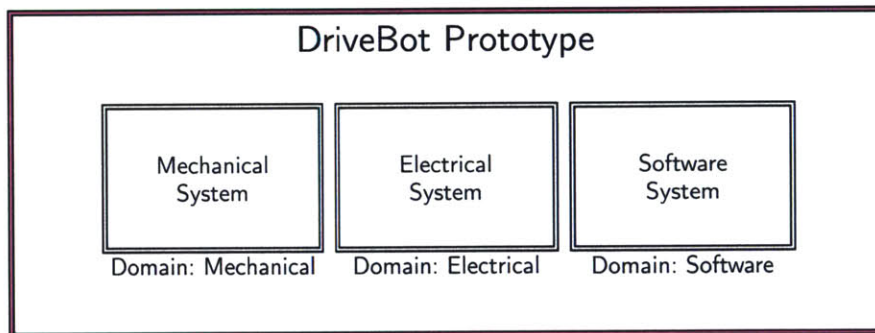 DriveBot Prototype
Mechanical
System
Electrical
System
Software
System
Domain: Mechanical
Domain: Electrical
Domain: Software